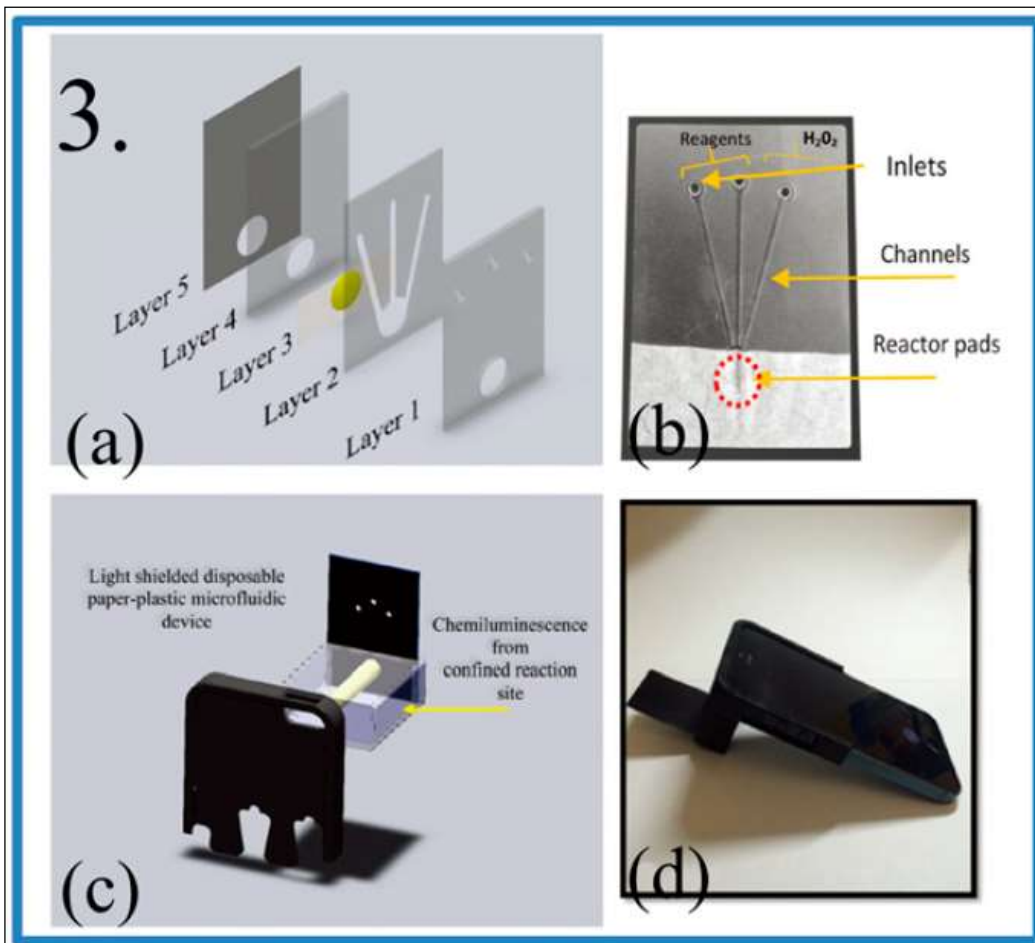 3.
Layer 5
Layer 4
Layer 3
Layer 2
Layer 1
(a)
Reagents
H₂0₂
Inlets
Channels
Reactor pads
(b)
Light shielded disposable
paper-plastic microfluidic
device
Chemiluminescence
from
confined reaction
site
(c)
(d)